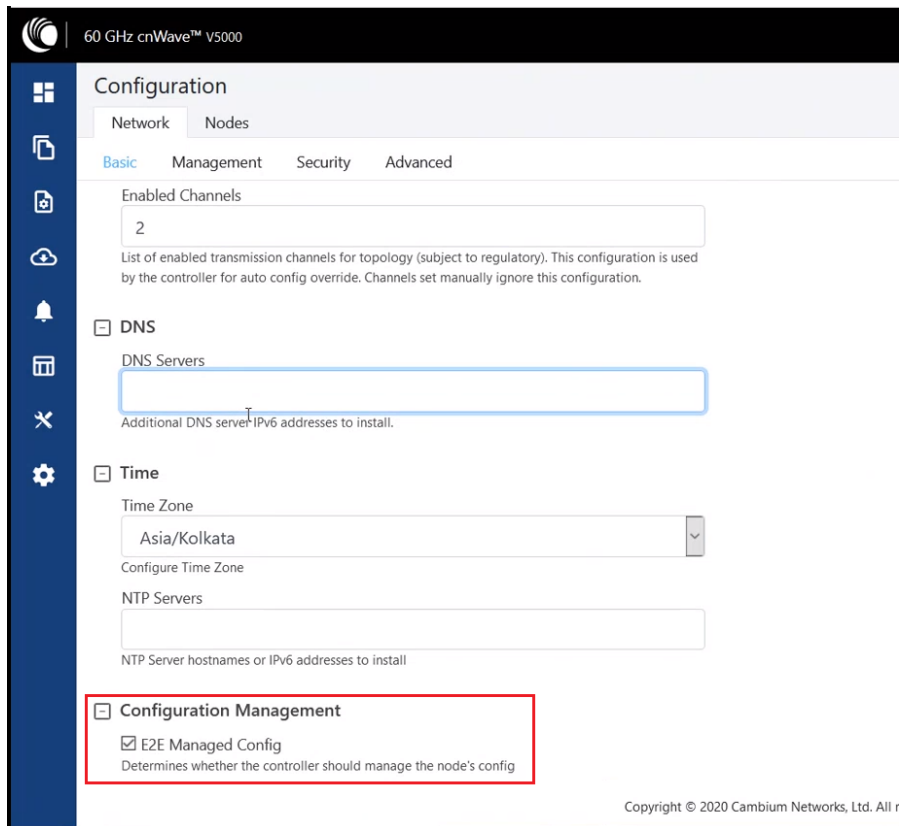 60 GHz cnWave™ V5000
Configuration
Network Nodes
Basic Management Security Advanced
Enabled Channels
2
List of enabled transmission channels for topology (subject to regulatory). This configuration is used
by the controller for auto config override. Channels set manually ignore this configuration.
DNS
DNS Servers
Additional DNS server IPv6 addresses to install.
Time
Time Zone
Asia/Kolkata
Configure Time Zone
NTP Servers
NTP Server hostnames or IPv6 addresses to install
Configuration Management
E2E Managed Config
Determines whether the controller should manage the node's config
Copyright © 2020 Cambium Networks, Ltd. All